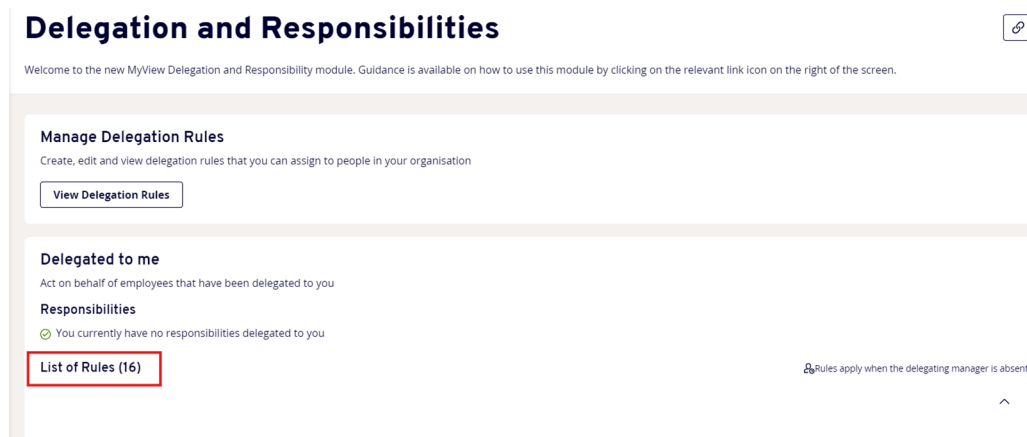 Delegation and Responsibilities
Welcome to the new MyView Delegation and Responsibility module. Guidance is available on how to use this module by clicking on the relevant link icon on the right of the screen.
Manage Delegation Rules
Create, edit and view delegation rules that you can assign to people in your organisation
View Delegation Rules
Delegated to me
Act on behalf of employees that have been delegated to you
Responsibilities
You currently have no responsibilities delegated to you
List of Rules (16)
Rules apply when the delegating manager is absent